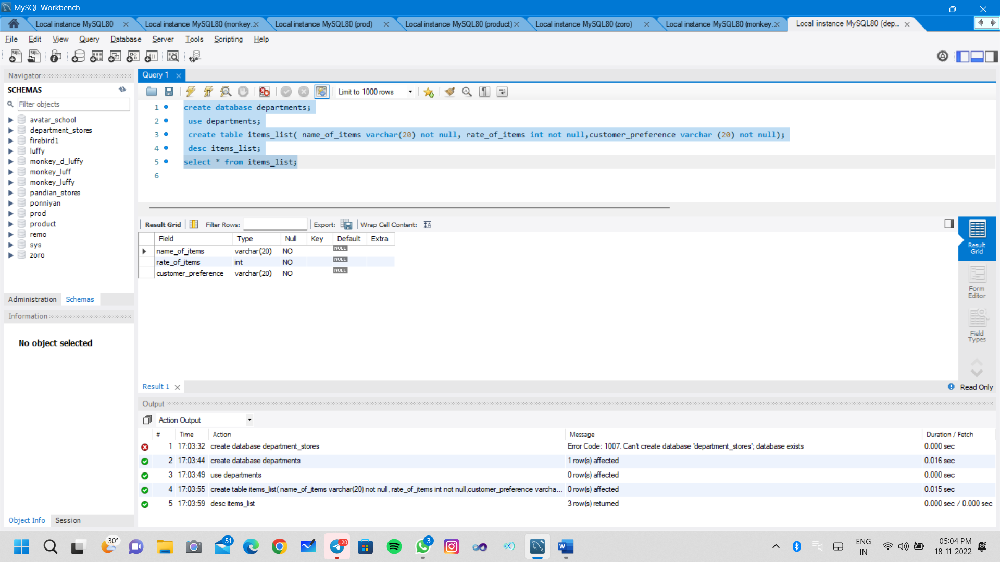 MySQL Workbench
Local instance MySQL80 Local instance MySQL80 (monkey... Local instance MySQL80 (prod) Local instance MySQL80 (product) Local instance MySQL80 (zoro) Local instance MySQL80 (monkey... Local instance MySQL80 (dep...
File Edit View Query Database Server Tools Scripting Help
Navigator
SCHEMAS
Filter objects
avatar_school
department_stores
firebird1
luffy
monkey_d_luffy
monkey_luff
monkey_luffy
pandian_stores
ponniyan
prod
product
remo
sys
zoro
Administration Schemas
Information
No object selected
Object Info Session
Query 1
Limit to 1000 rows
1 create database departments;
2 use departments;
3 create table items_list( name_of_items varchar(20) not null, rate_of_items int not null,customer_preference varchar (20) not null);
4 desc items_list;
5 select * from items_list;
6
Result Grid Filter Rows: Export: Wrap Cell Content:
Field Type Null Key Default Extra
name_of_items varchar(20) NO NULL
rate_of_items int NO NULL
customer_preference varchar(20) NO NULL
Result Grid
Form Editor
Field Types
Result 1 Read Only
Output
Action Output
# Time Action Message Duration / Fetch
1 17:03:32 create database department_stores Error Code: 1007. Can't create database 'department_stores'; database exists 0.000 sec
2 17:03:44 create database departments 1 row(s) affected 0.016 sec
3 17:03:49 use departments 0 row(s) affected 0.000 sec
4 17:03:55 create table items_list( name_of_items varchar(20) not null, rate_of_items int not null,customer_preference varcha... 0 row(s) affected 0.015 sec
5 17:03:59 desc items_list 3 row(s) returned 0.000 sec / 0.000 sec
30° 51 ..20 3 ENG IN 05:04 PM
18-11-2022